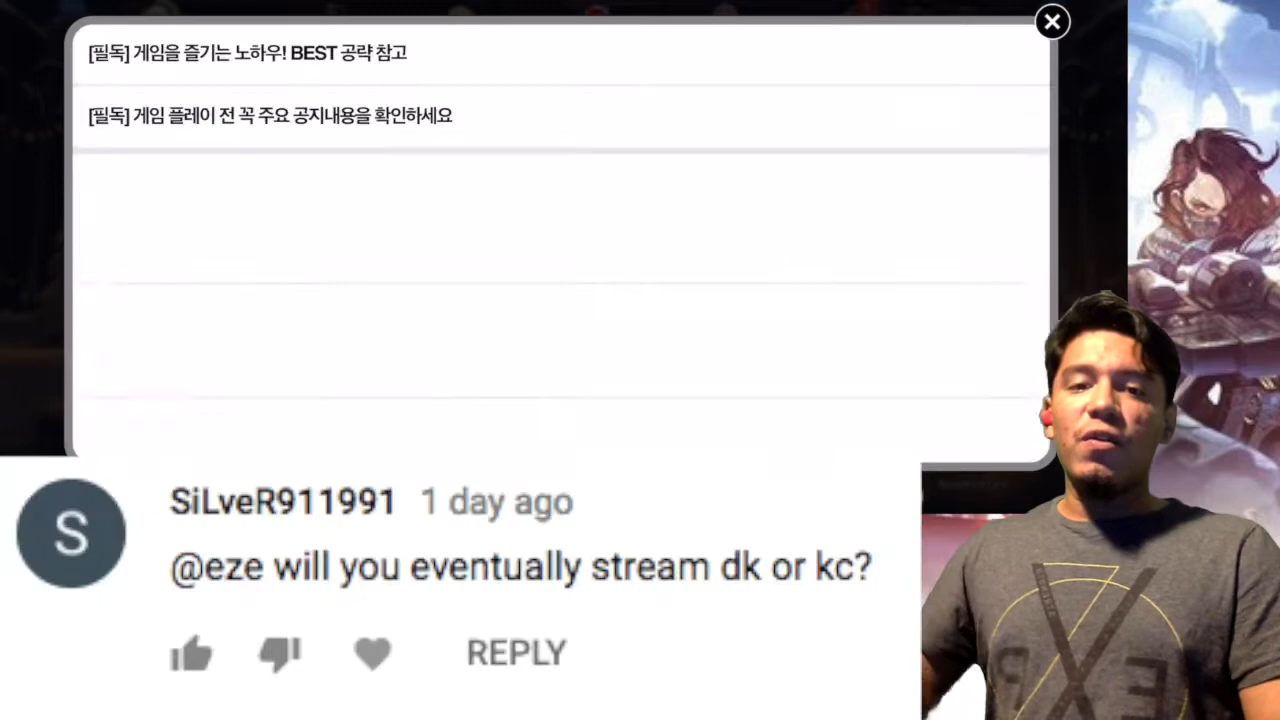 [필독] 게임을 즐기는 노하우! BEST 공략 참고
[필독] 게임 플레이 전 꼭 주요 공지내용을 확인하세요
S
SiLveR911991 1 day ago
@eze will you eventually stream dk or kc?
REPLY